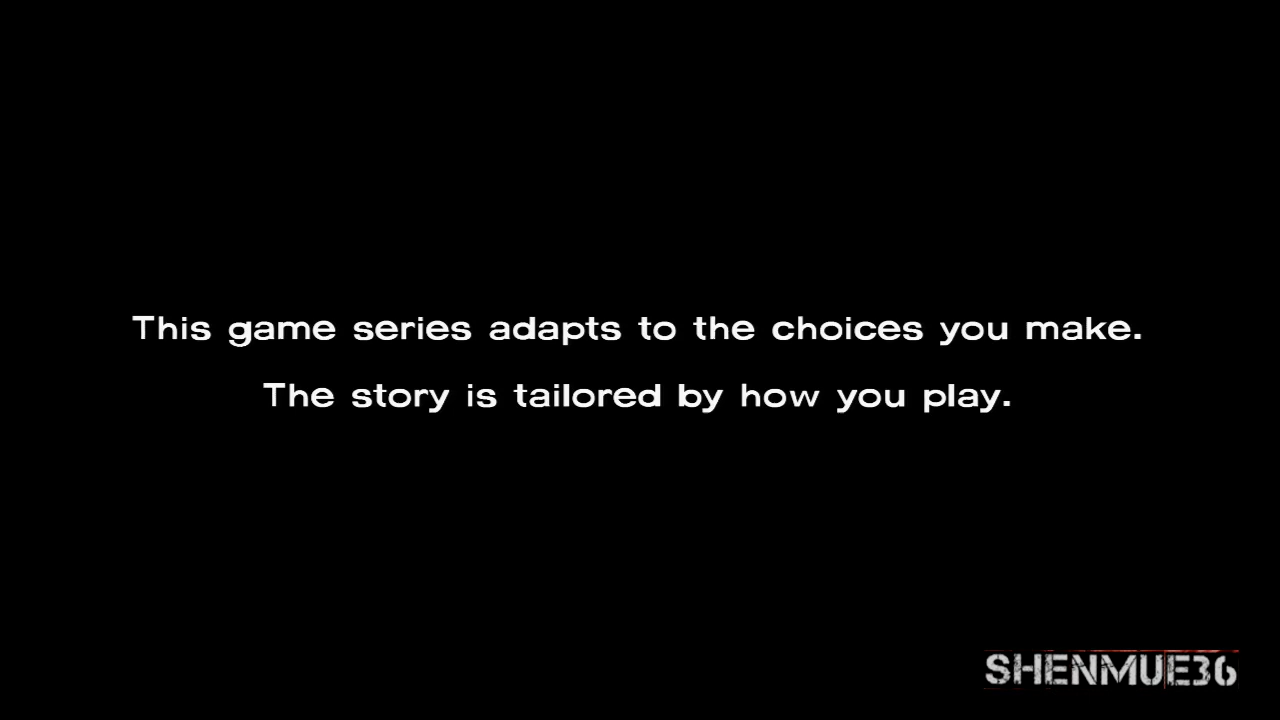 This game series adapts to the choices you make.
The story is tailored by how you play.
SHENMUE36